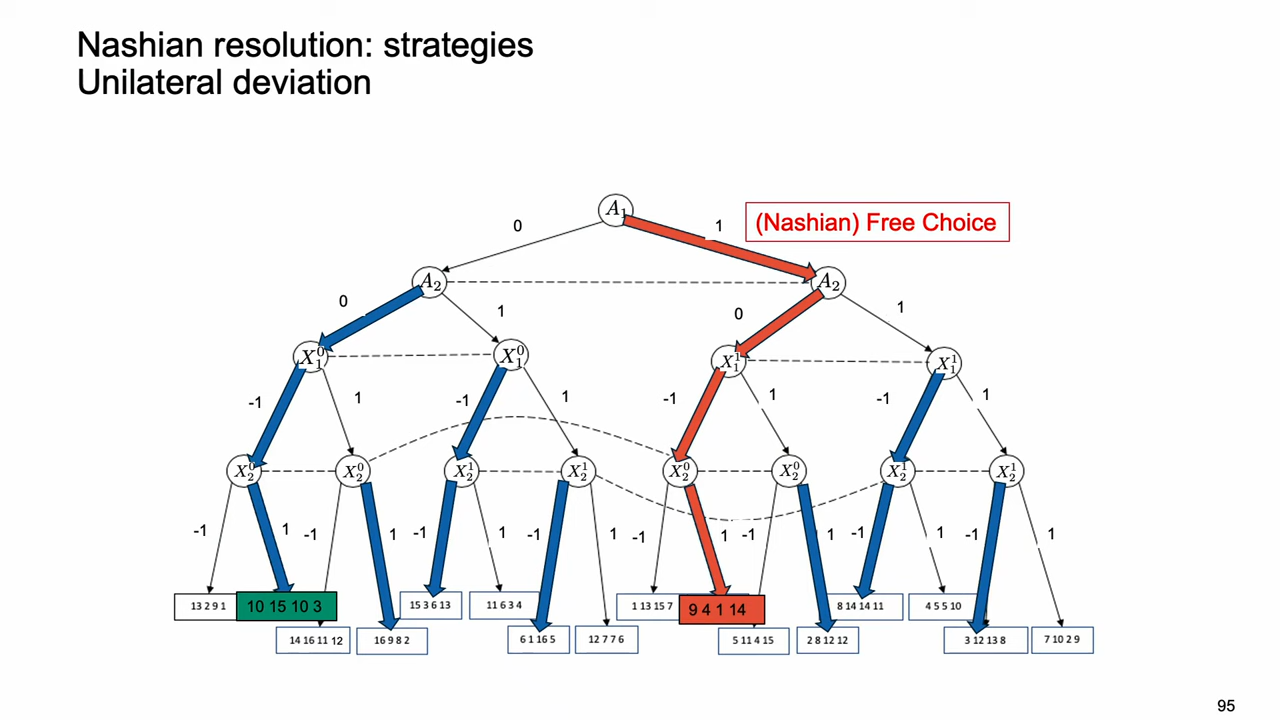 Nashian resolution: strategies
Unilateral deviation
A₁
0
1
(Nashian) Free Choice
A₂
A₂
0
1
0
1
X₁⁰
X₁⁰
X₁¹
X₁¹
-1
1
-1
1
-1
1
-1
1
X₂⁰
X₂⁰
X₂¹
X₂¹
X₂⁰
X₂⁰
X₂¹
X₂¹
-1
1
-1
1
-1
1
-1
1
-1
1
-1
1
-1
1
-1
1
13 2 9 1
10 15 10 3
15 3 6 13
11 6 3 4
1 13 15 7
9 4 1 14
8 14 14 11
4 5 5 10
14 16 11 12
16 9 8 2
6 1 16 5
12 7 7 6
5 11 4 15
2 8 12 12
3 12 13 8
7 10 2 9
95